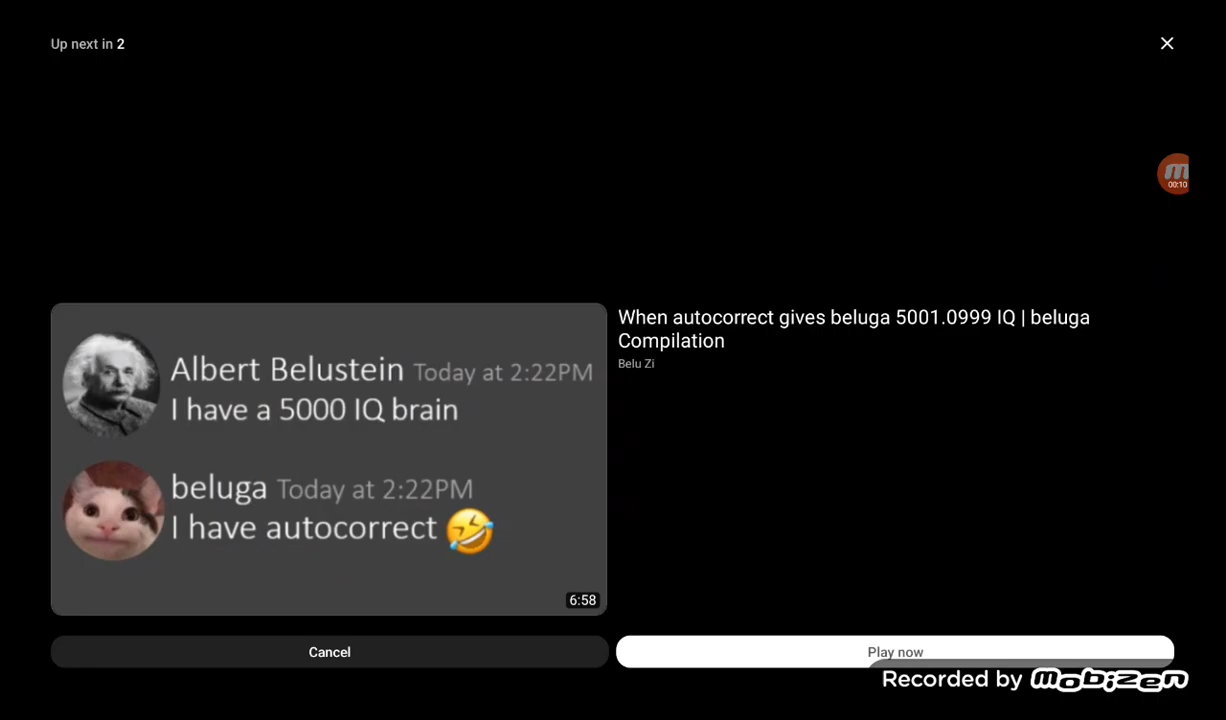 Up next in 2
00:10
Albert Belustein Today at 2:22PM
I have a 5000 IQ brain
beluga Today at 2:22PM
I have autocorrect 🤣
6:58
When autocorrect gives beluga 5001.0999 IQ | beluga
Compilation
Belu Zi
Cancel
Play now
Recorded by mobizen